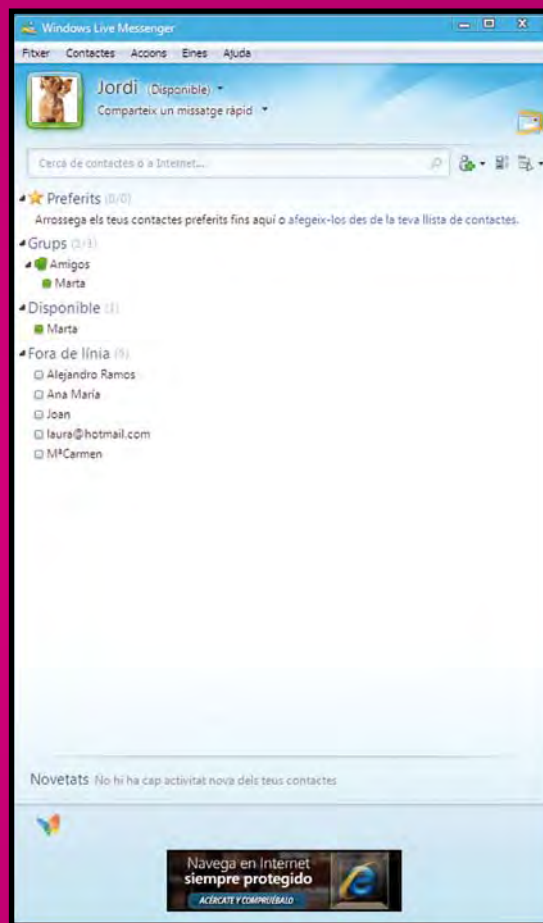 Windows Live Messenger
Fitxer Contactes Accions Eines Ajuda
Jordi (Disponible)
Comparteix un missatge ràpid
Cerca de contactes o a Internet...
Preferits (0/0)
Arrossega els teus contactes preferits fins aquí o afegeix-los des de la teva llista de contactes.
Grups
Amigos
Marta
Disponible (1)
Marta
Fora de línia (5)
Alejandro Ramos
Ana María
Joan
laura@hotmail.com
MªCarmen
Novetats No hi ha cap activitat nova dels teus contactes
Navega en Internet
siempre protegido
ACÉRCATE Y COMPRUÉBALO